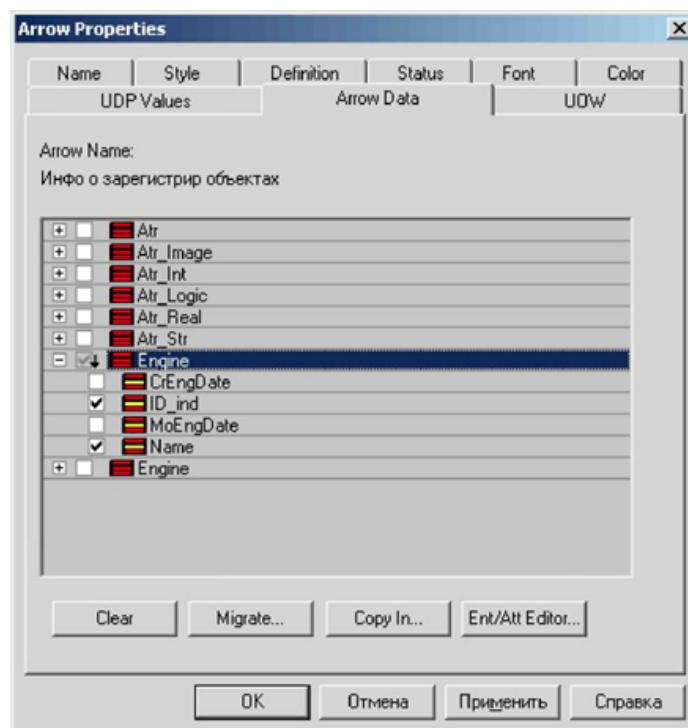 Arrow Properties
Name Style Definition Status Font Color
UDP Values Arrow Data UOW
Arrow Name:
Инфо о зарегистрир объектах
Atr
Atr_Image
Atr_Int
Atr_Logic
Atr_Real
Atr_Str
Engine
CrEngDate
ID_ind
MoEngDate
Name
Engine
Clear Migrate... Copy In... Ent/Att Editor...
OK Отмена Применить Справка